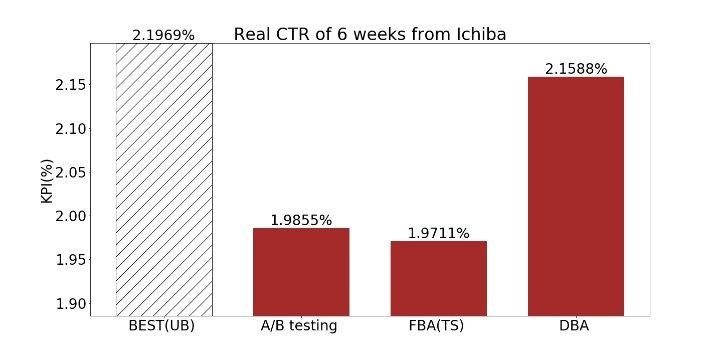 Real CTR of 6 weeks from Ichiba
2.1969%
1.9855%
1.9711%
2.1588%
KPI(%)
2.15
2.10
2.05
2.00
1.95
1.90
BEST(UB)
A/B testing
FBA(TS)
DBA